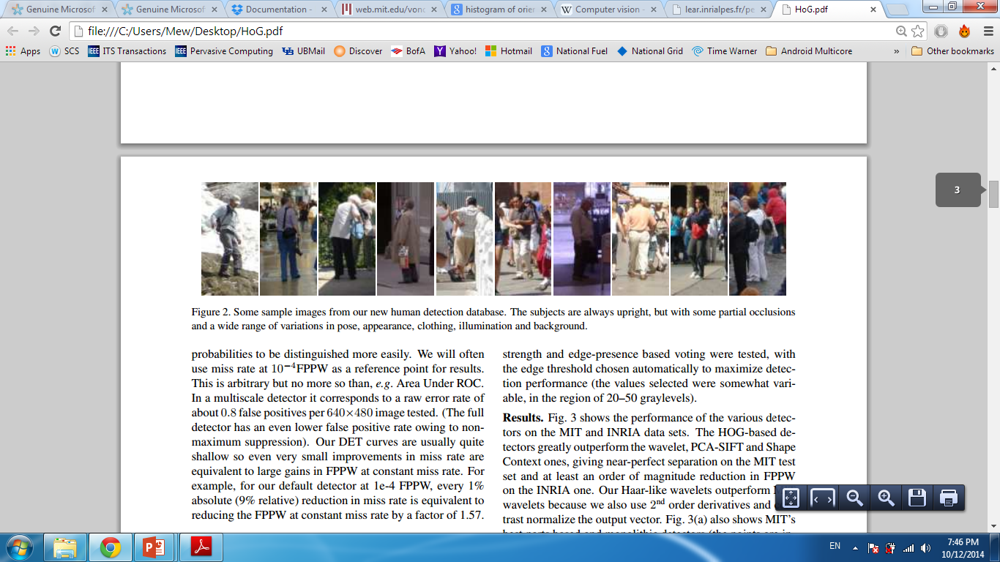 Genuine Microsof
Genuine Microsof
Documentation -
web.mit.edu/vond
histogram of orien
Computer vision -
lear.inrialpes.fr/pe
HoG.pdf
file:///C:/Users/Mew/Desktop/HoG.pdf
Apps
SCS
ITS Transactions
Pervasive Computing
UBMail
Discover
BofA
Yahoo!
Hotmail
National Fuel
National Grid
Time Warner
Android Multicore
»
Other bookmarks
3
Figure 2. Some sample images from our new human detection database. The subjects are always upright, but with some partial occlusions
and a wide range of variations in pose, appearance, clothing, illumination and background.
probabilities to be distinguished more easily. We will often
use miss rate at 10⁻⁴FPPW as a reference point for results.
This is arbitrary but no more so than, e.g. Area Under ROC.
In a multiscale detector it corresponds to a raw error rate of
about 0.8 false positives per 640×480 image tested. (The full
detector has an even lower false positive rate owing to non-
maximum suppression). Our DET curves are usually quite
shallow so even very small improvements in miss rate are
equivalent to large gains in FPPW at constant miss rate. For
example, for our default detector at 1e-4 FPPW, every 1%
absolute (9% relative) reduction in miss rate is equivalent to
reducing the FPPW at constant miss rate by a factor of 1.57.
strength and edge-presence based voting were tested, with
the edge threshold chosen automatically to maximize detec-
tion performance (the values selected were somewhat vari-
able, in the region of 20–50 graylevels).
Results. Fig. 3 shows the performance of the various detec-
tors on the MIT and INRIA data sets. The HOG-based de-
tectors greatly outperform the wavelet, PCA-SIFT and Shape
Context ones, giving near-perfect separation on the MIT test
set and at least an order of magnitude reduction in FPPW
on the INRIA one. Our Haar-like wavelets outperform
wavelets because we also use 2nd order derivatives and
trast normalize the output vector. Fig. 3(a) also shows MIT's
EN
7:46 PM
10/12/2014